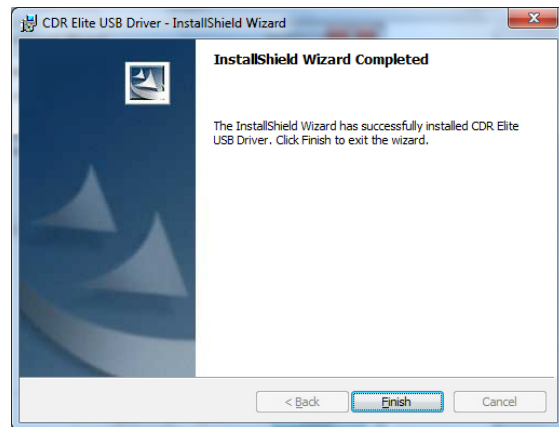 CDR Elite USB Driver - InstallShield Wizard
InstallShield Wizard Completed
The InstallShield Wizard has successfully installed CDR Elite
USB Driver. Click Finish to exit the wizard.
< Back
Finish
Cancel